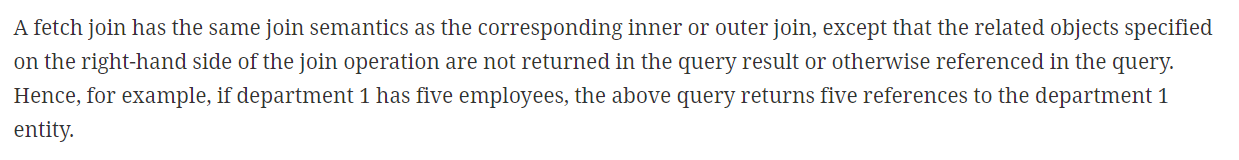 A fetch join has the same join semantics as the corresponding inner or outer join, except that the related objects specified
on the right-hand side of the join operation are not returned in the query result or otherwise referenced in the query.
Hence, for example, if department 1 has five employees, the above query returns five references to the department 1
entity.